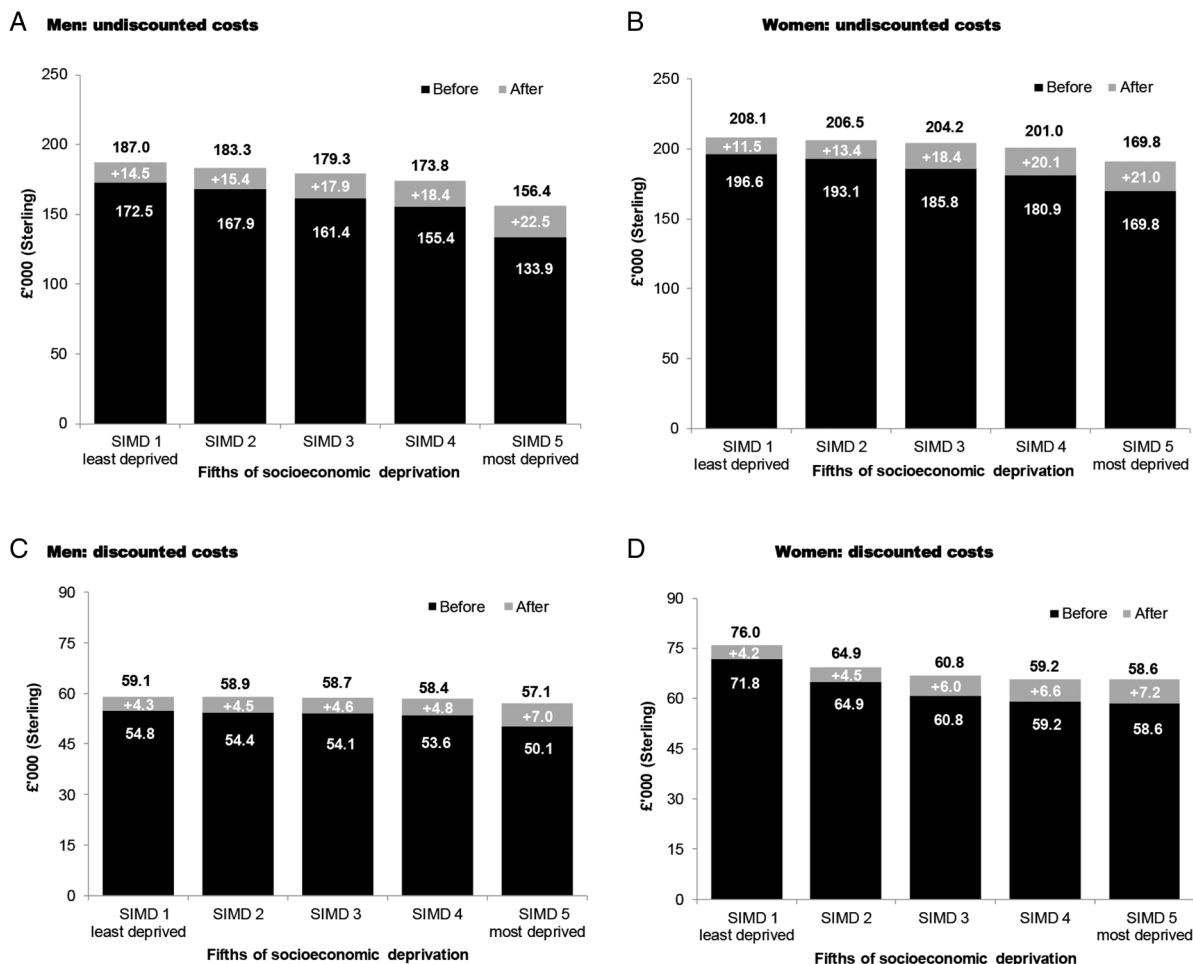 A Men: undiscounted costs
250
200
150
100
50
0
£'000 (Sterling)
Before After
187.0 183.3 179.3 173.8 156.4
+14.5 +15.4 +17.9 +18.4 +22.5
172.5 167.9 161.4 155.4 133.9
SIMD 1 SIMD 2 SIMD 3 SIMD 4 SIMD 5
least deprived most deprived
Fifths of socioeconomic deprivation
B Women: undiscounted costs
250
200
150
100
50
0
£'000 (Sterling)
Before After
208.1 206.5 204.2 201.0 169.8
+11.5 +13.4 +18.4 +20.1 +21.0
196.6 193.1 185.8 180.9 169.8
SIMD 1 SIMD 2 SIMD 3 SIMD 4 SIMD 5
least deprived most deprived
Fifths of socioeconomic deprivation
C Men: discounted costs
90
75
60
45
30
15
0
£'000 (Sterling)
Before After
59.1 58.9 58.7 58.4 57.1
+4.3 +4.5 +4.6 +4.8 +7.0
54.8 54.4 54.1 53.6 50.1
SIMD 1 SIMD 2 SIMD 3 SIMD 4 SIMD 5
least deprived most deprived
Fifths of socioeconomic deprivation
D Women: discounted costs
90
75
60
45
30
15
0
£'000 (Sterling)
Before After
76.0 64.9 60.8 59.2 58.6
+4.2 +4.5 +6.0 +6.6 +7.2
71.8 64.9 60.8 59.2 58.6
SIMD 1 SIMD 2 SIMD 3 SIMD 4 SIMD 5
least deprived most deprived
Fifths of socioeconomic deprivation